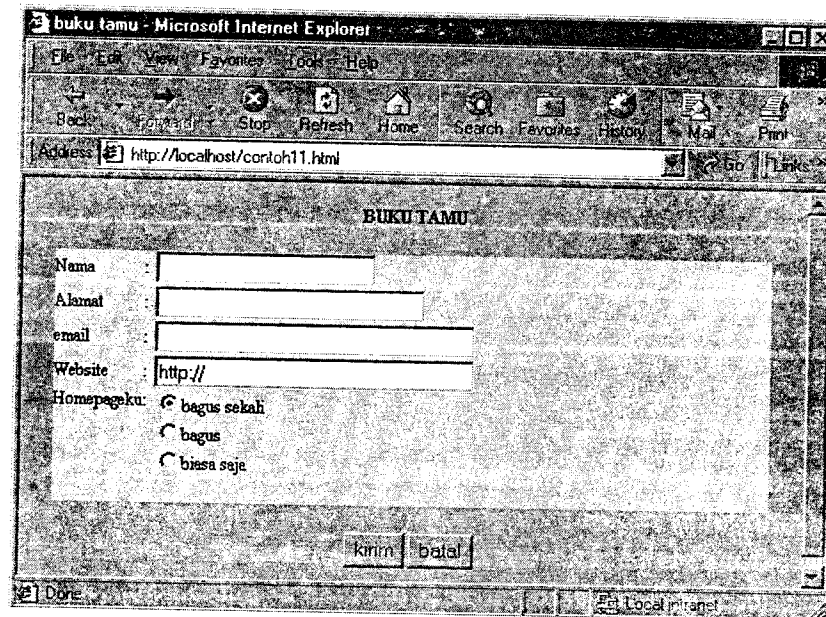 buku tamu - Microsoft Internet Explorer
File Edit View Favorites Tools Help
Back Forward Stop Refresh Home Search Favorites History Mail Print
Address http://localhost/contoh11.html Go Links
BUKU TAMU
Nama :
Alamat :
email :
Website : http://
Homepageku: bagus sekali
bagus
biasa saja
kirim batal
Done Local intranet